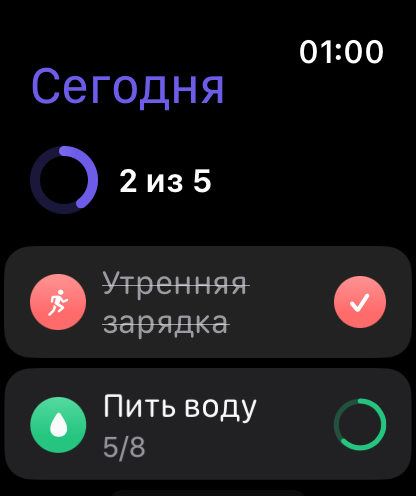 01:00
Сегодня
2 из 5
Утренняя
зарядка
Пить воду
5/8